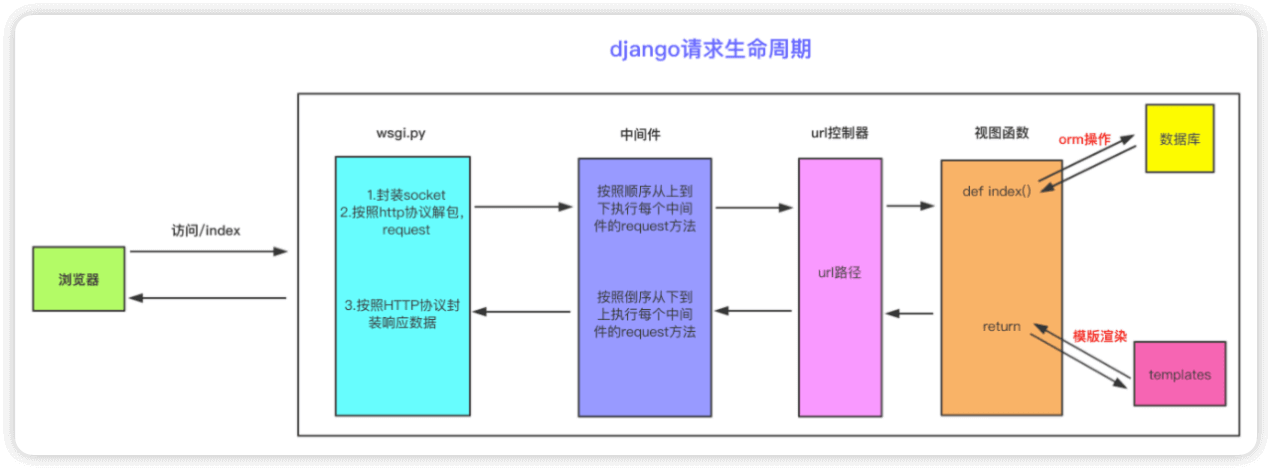 django请求生命周期
wsgi.py
中间件
url控制器
视图函数
orm操作
数据库
1.封装socket
2.按照http协议解包,
request
按照顺序从上到
下执行每个中间
件的request方法
def index()
访问/index
浏览器
url路径
3.按照HTTP协议封
装响应数据
按照倒序从下到
上执行每个中间
件的request方法
return
模版渲染
templates